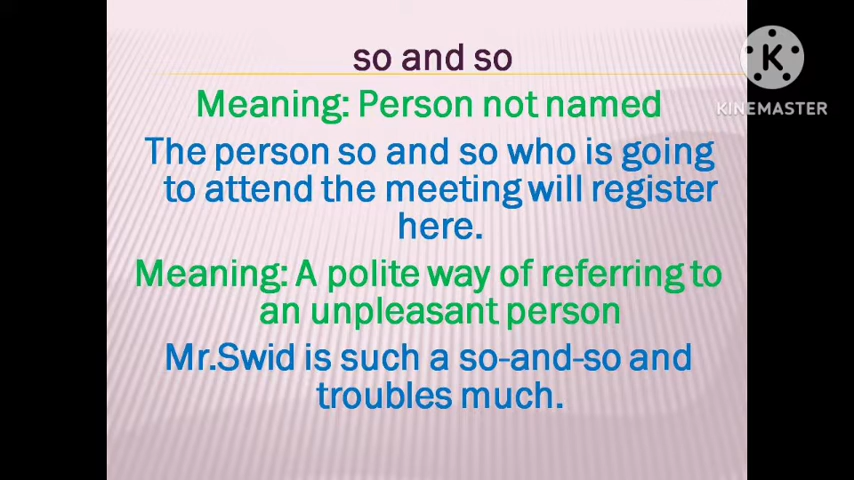 so and so
KINEMASTER
Meaning: Person not named
The person so and so who is going
to attend the meeting will register
here.
Meaning: A polite way of referring to
an unpleasant person
Mr.Swid is such a so-and-so and
troubles much.